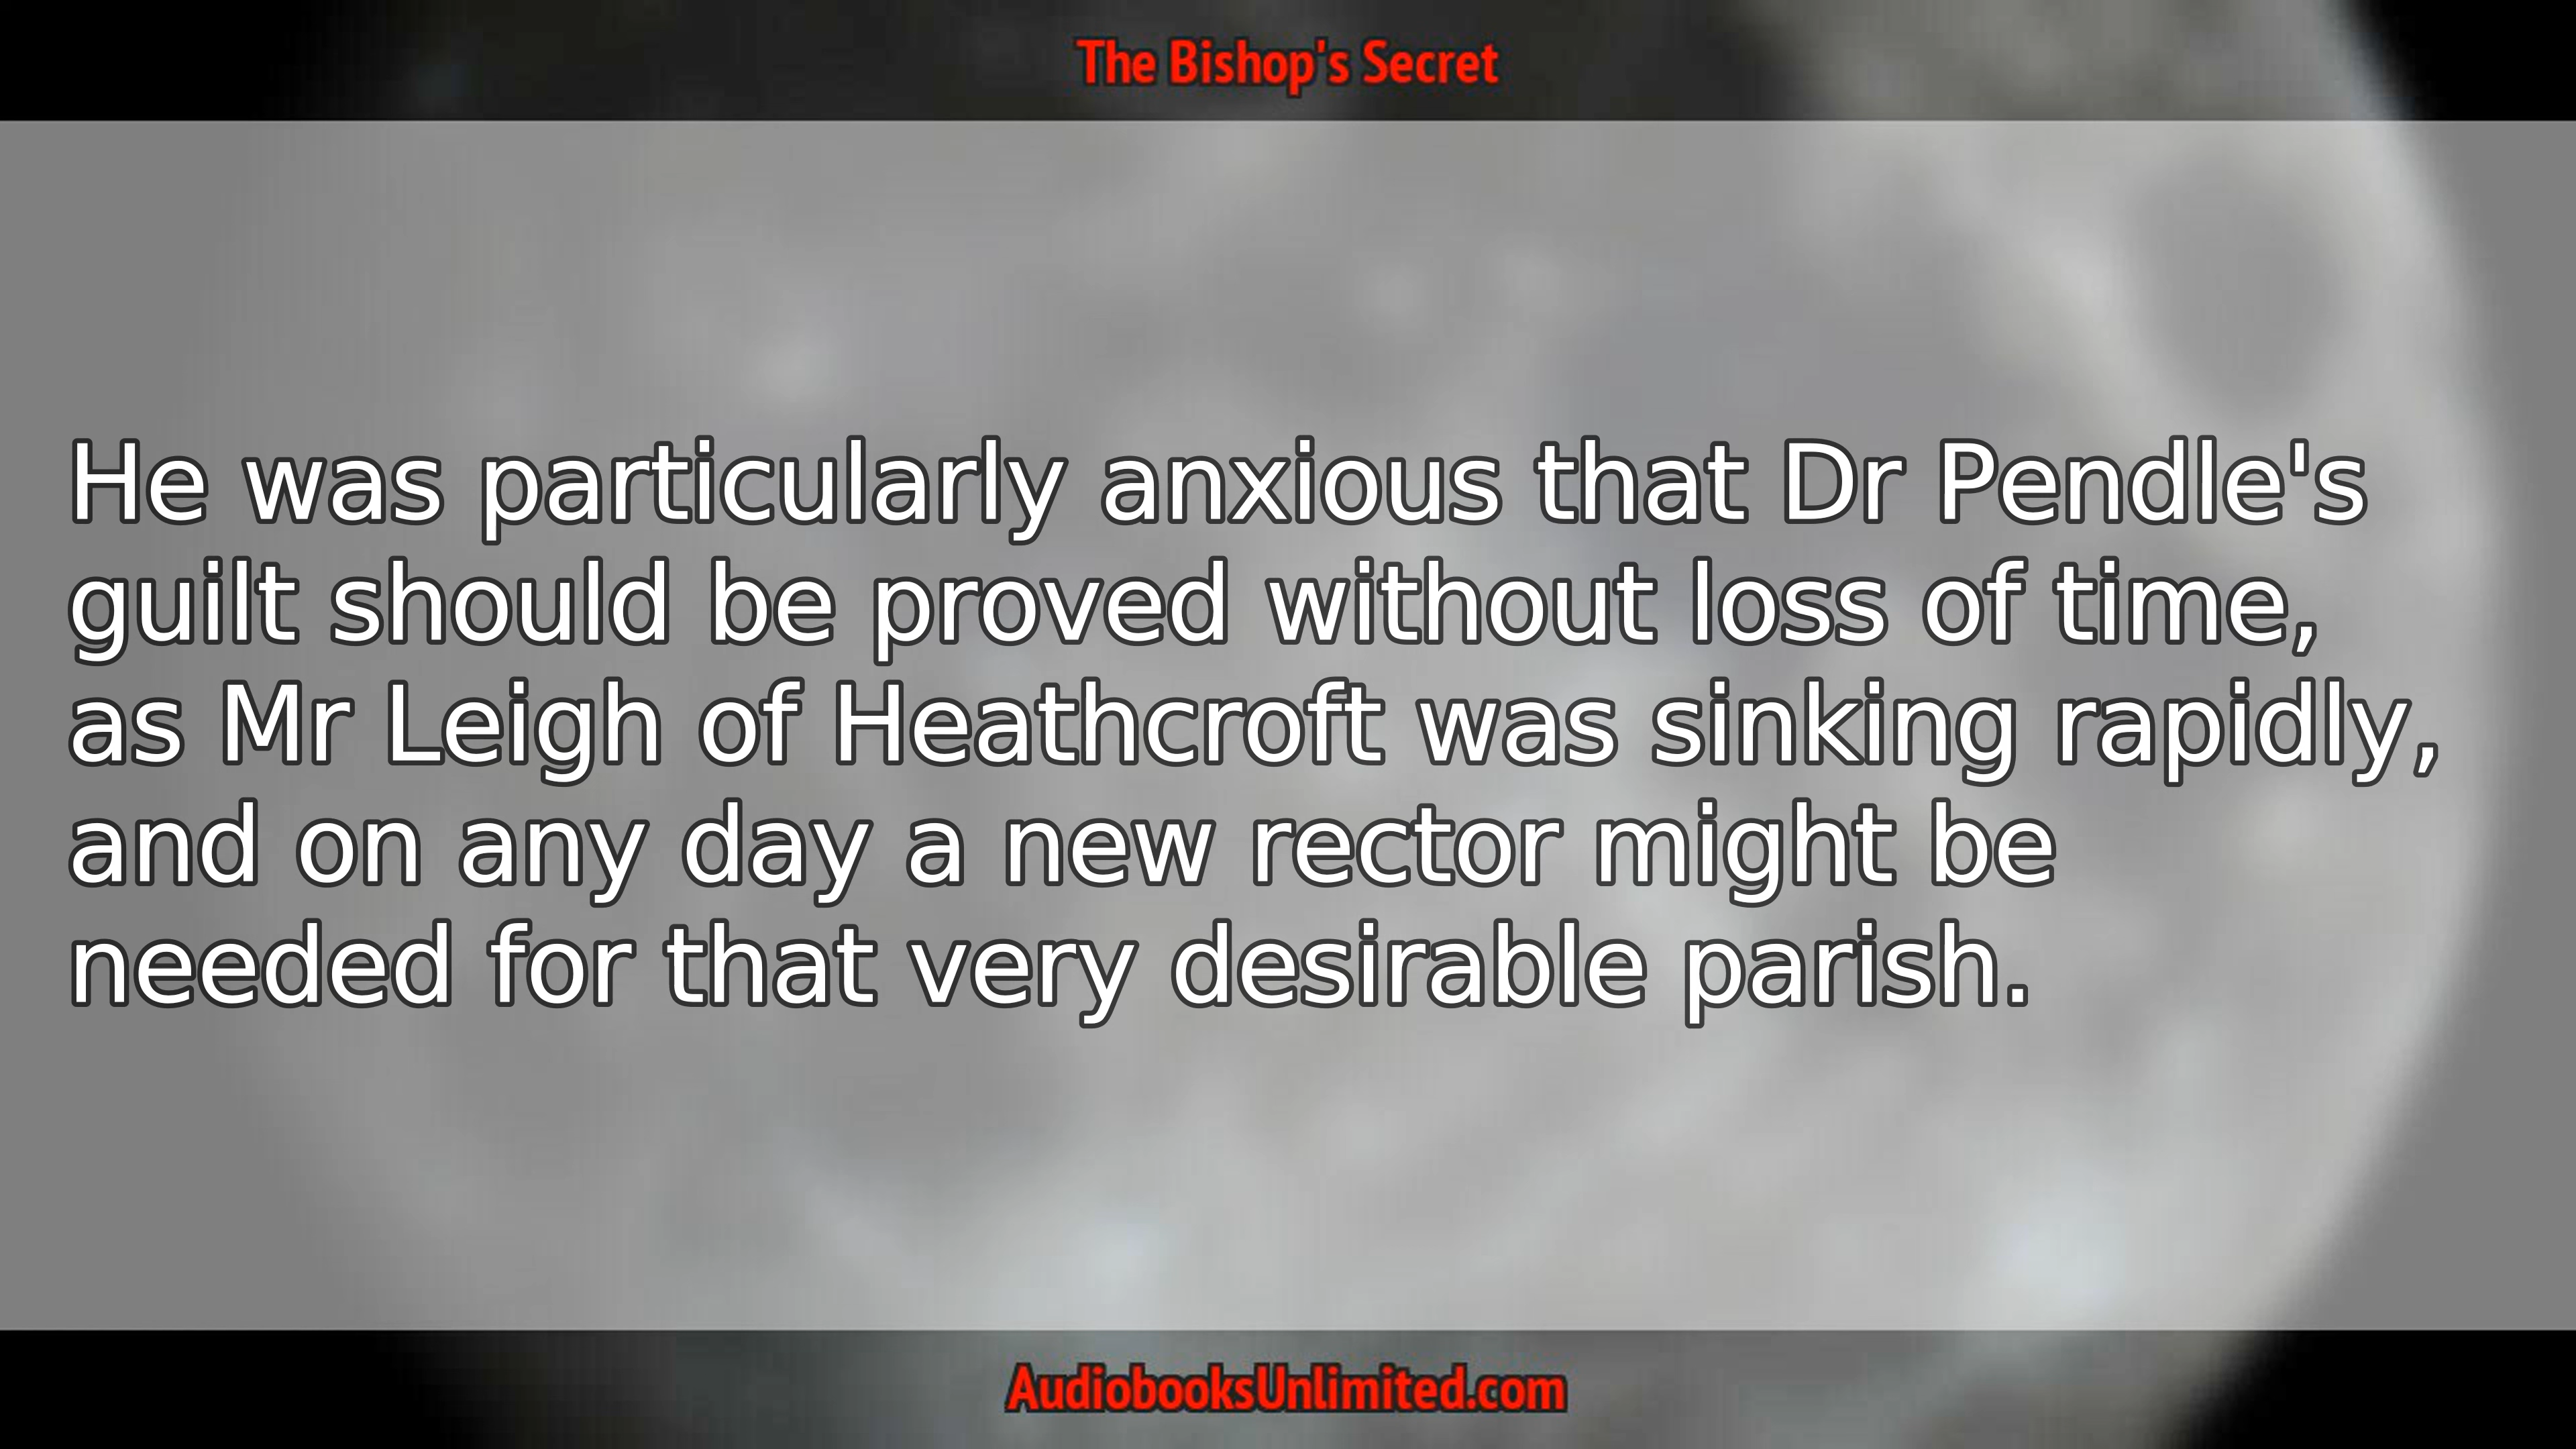 The Bishop's Secret
He was particularly anxious that Dr Pendle's
guilt should be proved without loss of time,
as Mr Leigh of Heathcroft was sinking rapidly,
and on any day a new rector might be
needed for that very desirable parish.
AudiobooksUnlimited.com